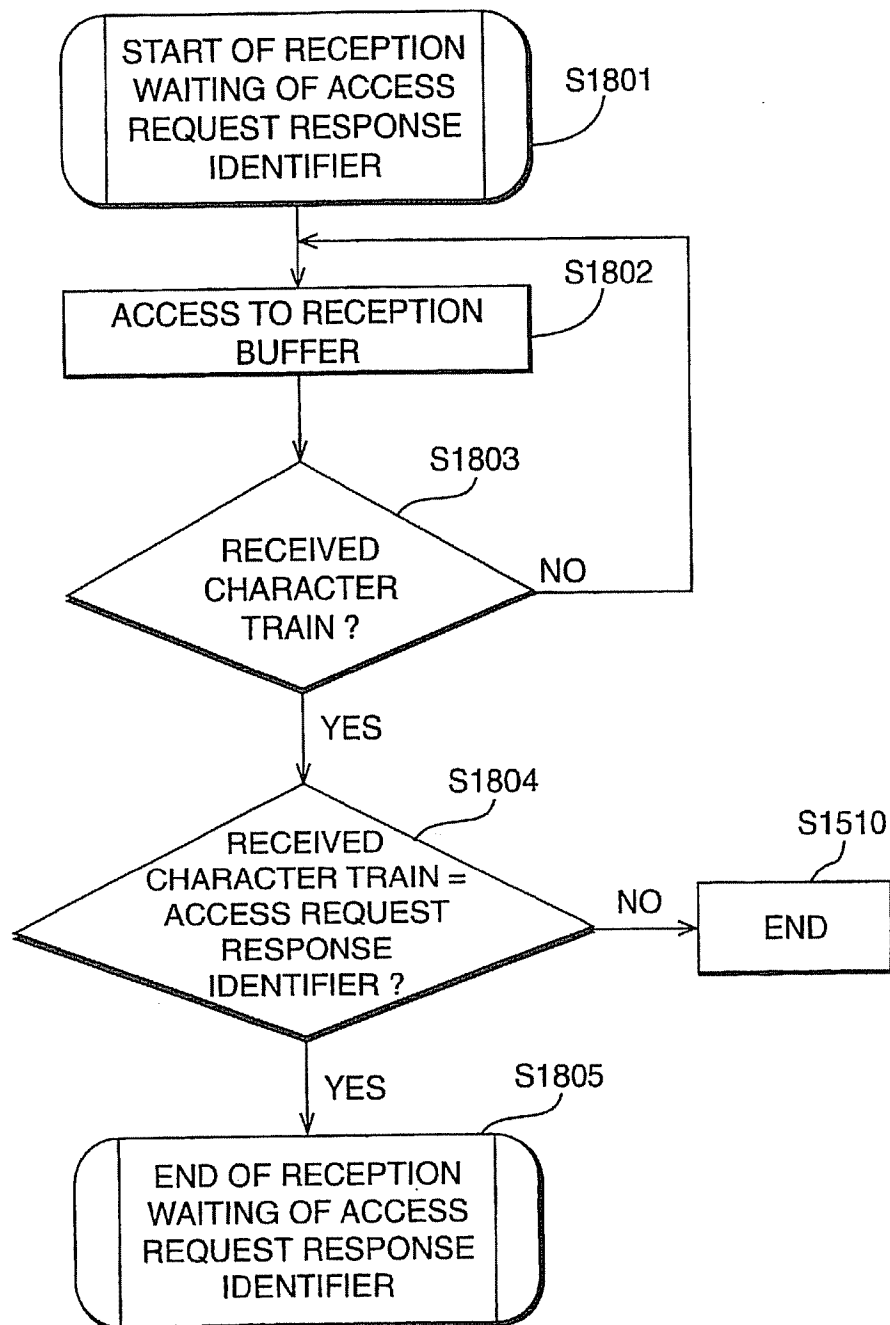 START OF RECEPTION
WAITING OF ACCESS
REQUEST RESPONSE
IDENTIFIER
S1801
S1802
ACCESS TO RECEPTION
BUFFER
S1803
RECEIVED
CHARACTER
TRAIN ?
NO
YES
S1804
RECEIVED
CHARACTER TRAIN =
ACCESS REQUEST
RESPONSE
IDENTIFIER ?
NO
S1510
END
YES
S1805
END OF RECEPTION
WAITING OF ACCESS
REQUEST RESPONSE
IDENTIFIER